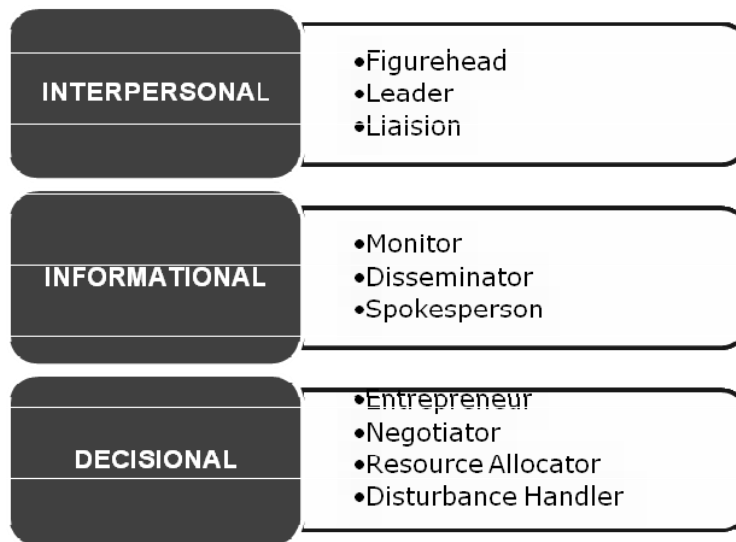 INTERPERSONAL
•Figurehead
•Leader
•Liaision
INFORMATIONAL
•Monitor
•Disseminator
•Spokesperson
DECISIONAL
•Entrepreneur
•Negotiator
•Resource Allocator
•Disturbance Handler